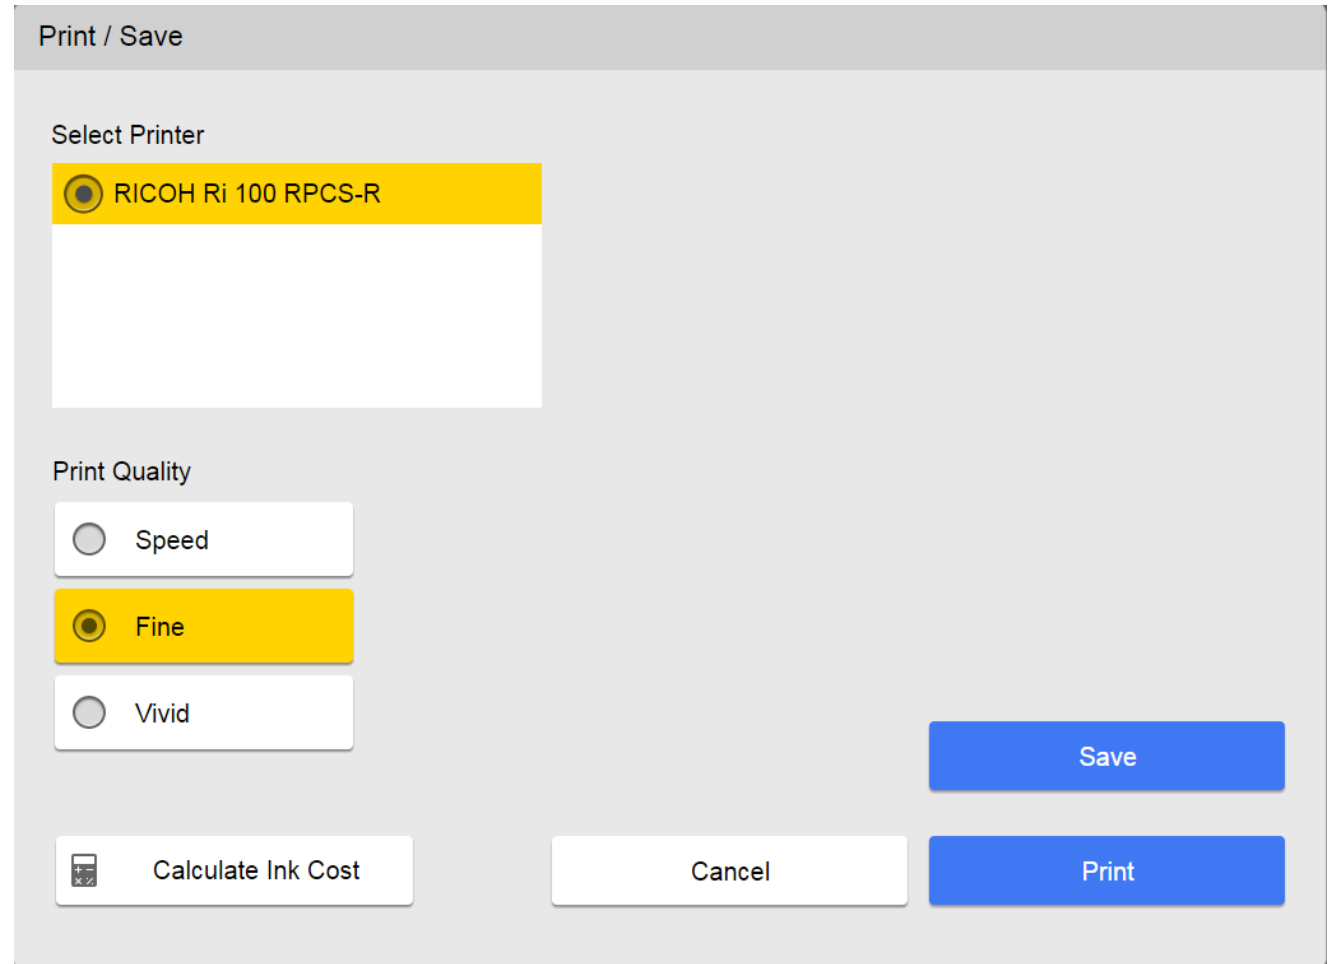 Print / Save
Select Printer
RICOH Ri 100 RPCS-R
Print Quality
Speed
Fine
Vivid
Save
Calculate Ink Cost
Cancel
Print